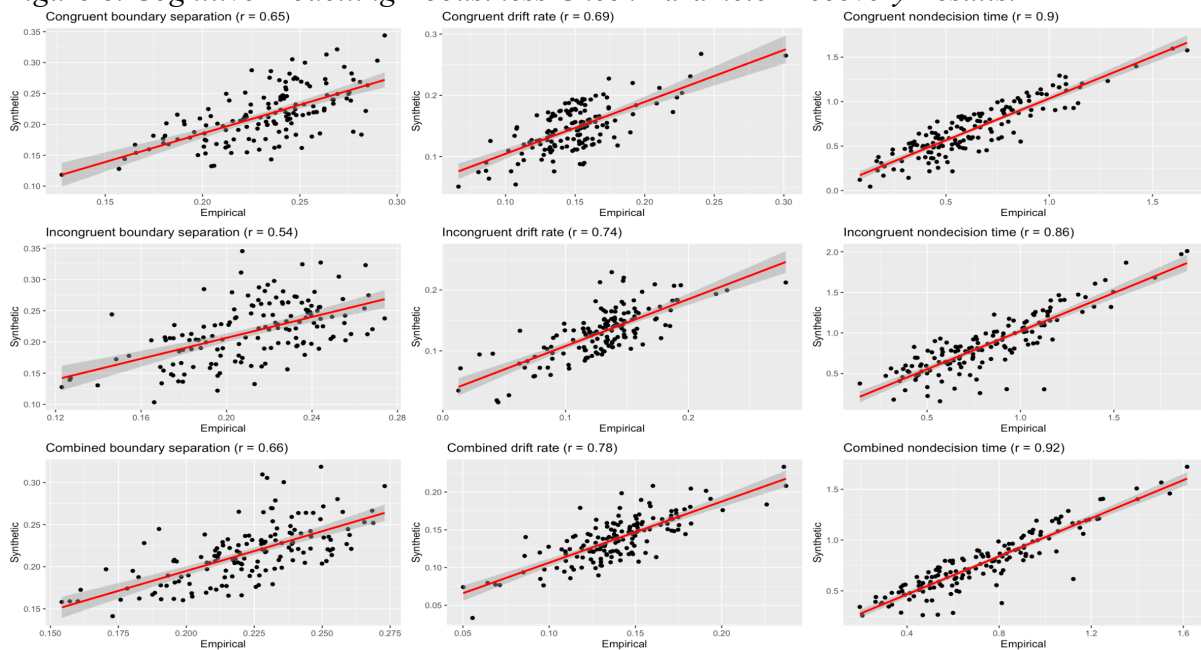 Congruent boundary separation (r = 0.65)
Congruent drift rate (r = 0.69)
Congruent nondecision time (r = 0.9)
0.35
0.30
0.25
0.20
0.15
0.10
Synthetic
0.15
0.20
0.25
0.30
Empirical
0.3
0.2
0.1
Synthetic
0.10
0.15
0.20
0.25
0.30
Empirical
1.5
1.0
0.5
0.0
Synthetic
0.5
1.0
1.5
Empirical
Incongruent boundary separation (r = 0.54)
Incongruent drift rate (r = 0.74)
Incongruent nondecision time (r = 0.86)
0.35
0.30
0.25
0.20
0.15
0.10
Synthetic
0.12
0.16
0.20
0.24
0.28
Empirical
0.2
0.1
Synthetic
0.0
0.1
0.2
Empirical
2.0
1.5
1.0
0.5
Synthetic
0.5
1.0
1.5
Empirical
Combined boundary separation (r = 0.66)
Combined drift rate (r = 0.78)
Combined nondecision time (r = 0.92)
0.30
0.25
0.20
0.15
Synthetic
0.150
0.175
0.200
0.225
0.250
0.275
Empirical
0.20
0.15
0.10
0.05
Synthetic
0.05
0.10
0.15
0.20
Empirical
1.5
1.0
0.5
Synthetic
0.4
0.8
1.2
1.6
Empirical